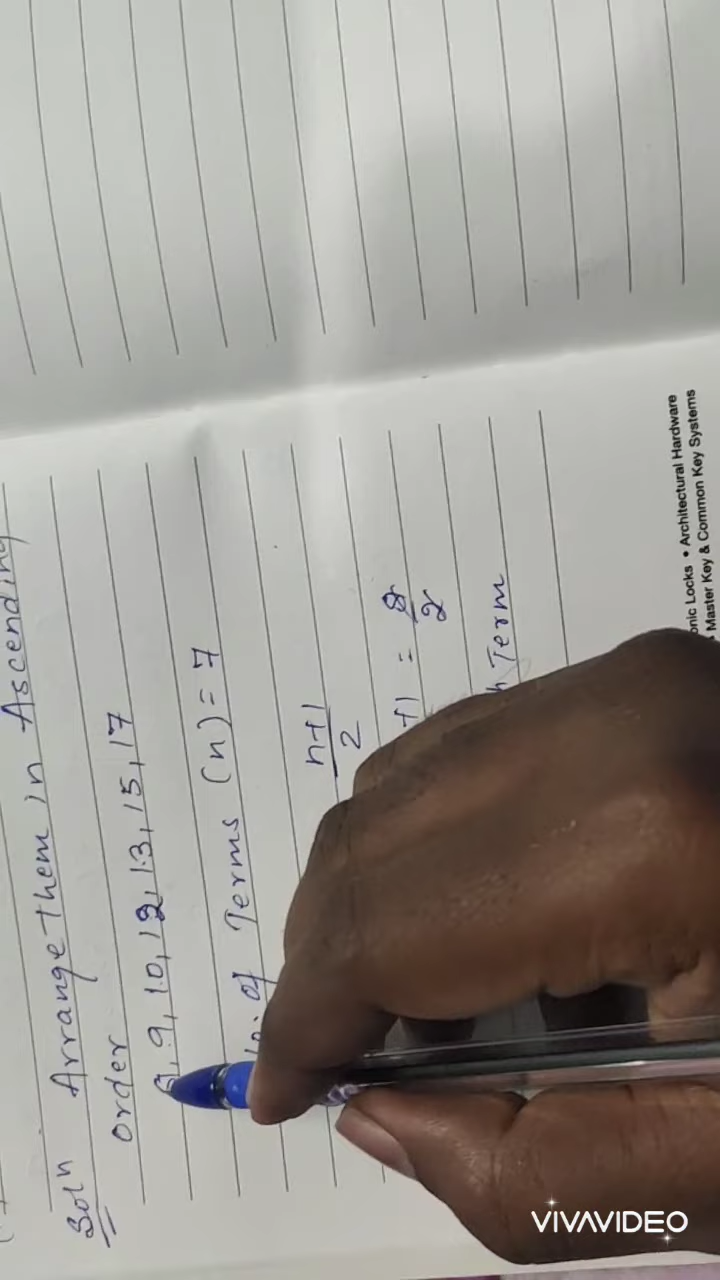 Solⁿ Arrange them in Ascending
order
9, 10, 12, 13, 15, 17
of Terms (n) = 7
n+1
2
+1 = 8
2
Term
onic Locks • Architectural Hardware
Master Key & Common Key Systems
VIVAVIDEO